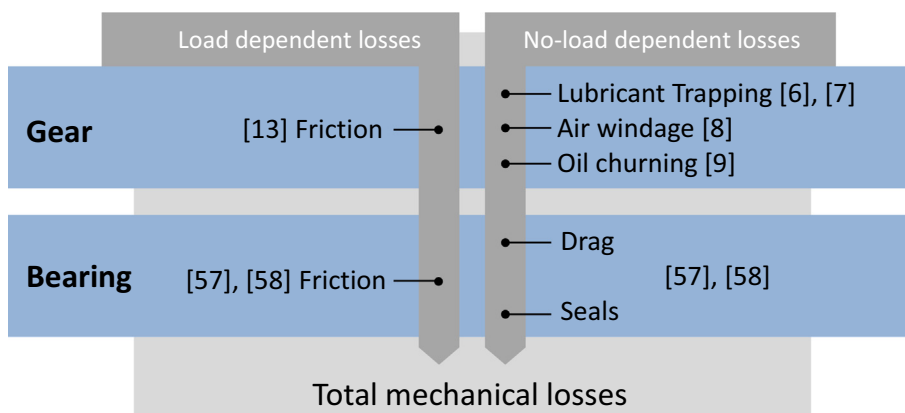 Load dependent losses
No-load dependent losses
Gear
[13] Friction
Lubricant Trapping [6], [7]
Air windage [8]
Oil churning [9]
Bearing
[57], [58] Friction
Drag
[57], [58]
Seals
Total mechanical losses